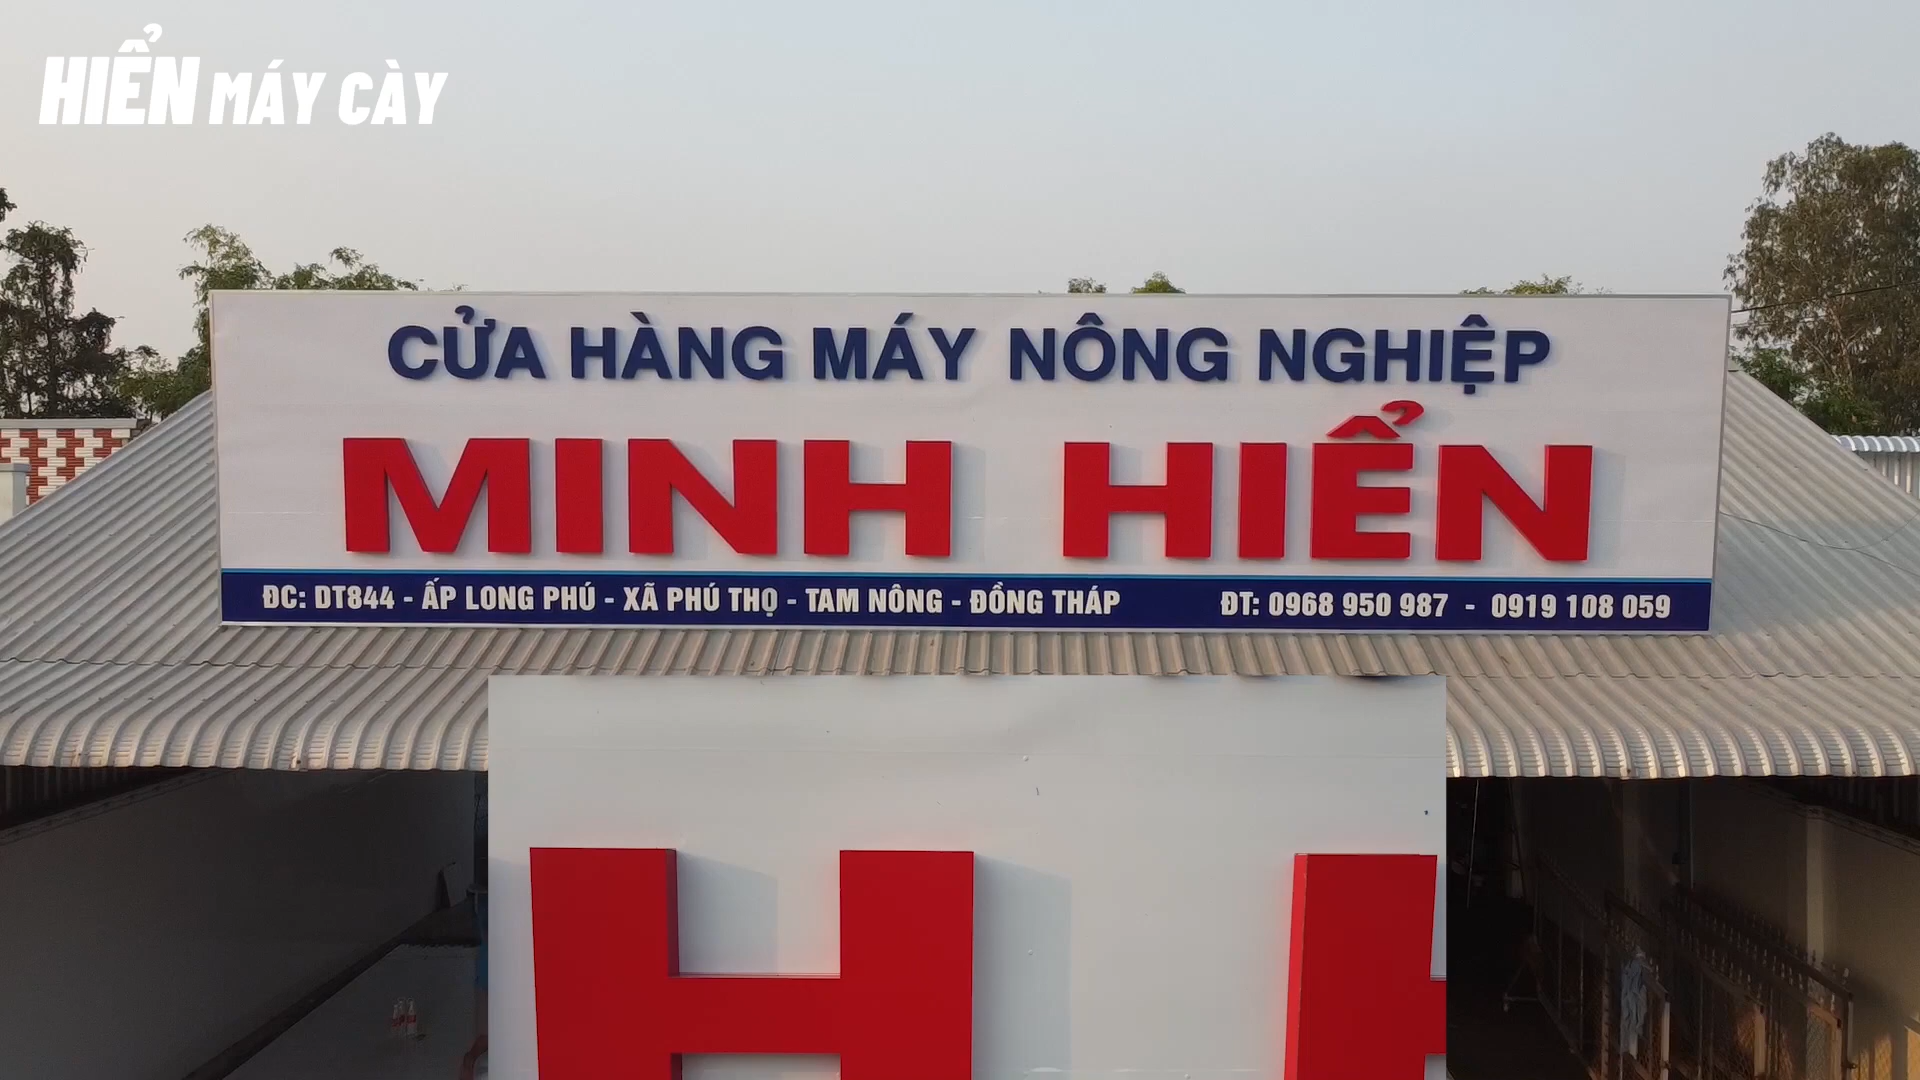 HIỂN MÁY CÀY
CỬA HÀNG MÁY NÔNG NGHIỆP
MINH HIỂN
ĐC: DT844 - ẤP LONG PHÚ - XÃ PHÚ THỌ - TAM NÔNG - ĐỒNG THÁP ĐT: 0968 950 987 - 0919 108 059
H